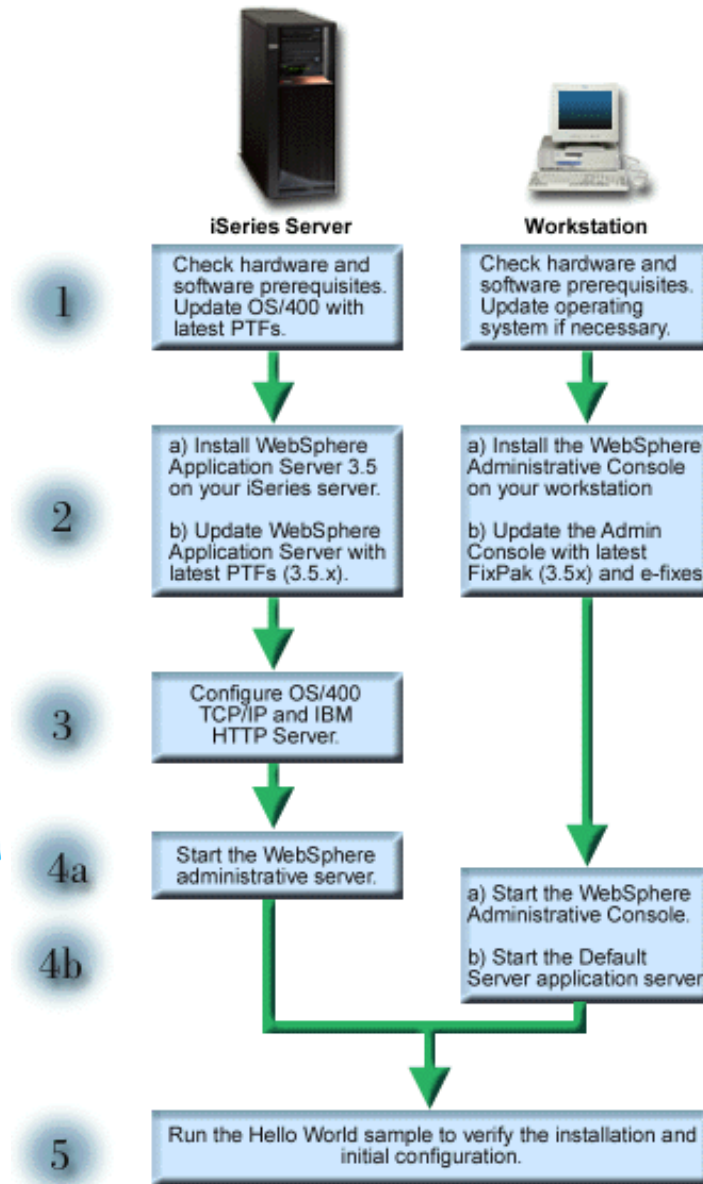 iSeries Server
Workstation
1
Check hardware and
software prerequisites.
Update OS/400 with
latest PTFs.
Check hardware and
software prerequisites.
Update operating
system if necessary.
2
a) Install WebSphere
Application Server 3.5
on your iSeries server.
b) Update WebSphere
Application Server with
latest PTFs (3.5.x).
a) Install the WebSphere
Administrative Console
on your workstation
b) Update the Admin
Console with latest
FixPak (3.5x) and e-fixes
3
Configure OS/400
TCP/IP and IBM
HTTP Server.
4a
Start the WebSphere
administrative server.
4b
a) Start the WebSphere
Administrative Console.
b) Start the Default
Server application server
5
Run the Hello World sample to verify the installation and
initial configuration.